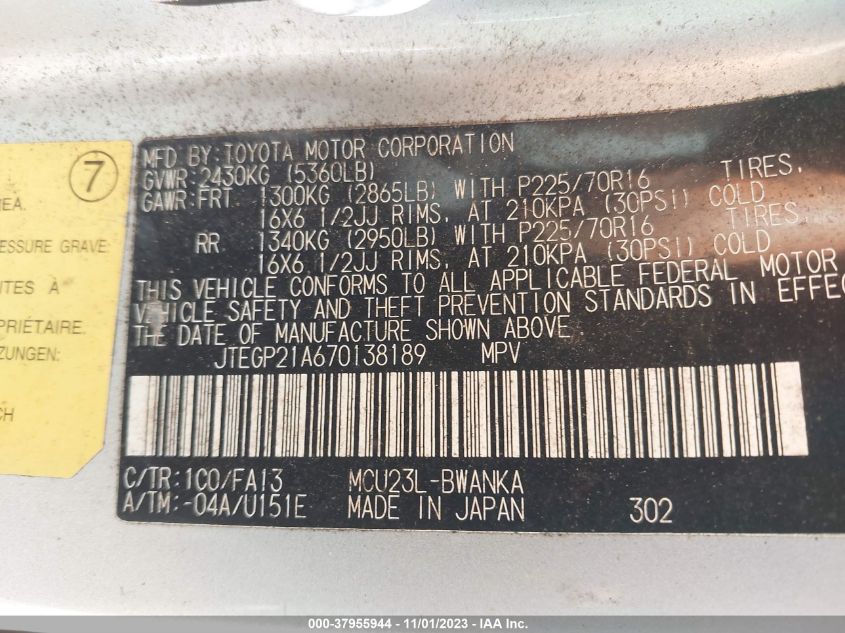 MFD BY:TOYOTA MOTOR CORPORATION
GVWR:2430KG (5360LB)
GAWR:FRT 1300KG (2865LB) WITH P225/70R16 TIRES,
16X6 1/2JJ RIMS, AT 210KPA (30PSI) COLD
RR 1340KG (2950LB) WITH P225/70R16 TIRES,
16X6 1/2JJ RIMS, AT 210KPA (30PSI) COLD
THIS VEHICLE CONFORMS TO ALL APPLICABLE FEDERAL MOTOR
VEHICLE SAFETY AND THEFT PREVENTION STANDARDS IN EFFEC
THE DATE OF MANUFACTURE SHOWN ABOVE.
JTEGP21A670138189 MPV
C/TR:1C0/FA13 MCU23L-BWANKA
A/TM:-04A/U151E MADE IN JAPAN 302
7
REA.
ESSURE GRAVE
ITES À
PRIÉTAIRE.
ZUNGEN:
CH
000-37955944 - 11/01/2023 - IAA Inc.